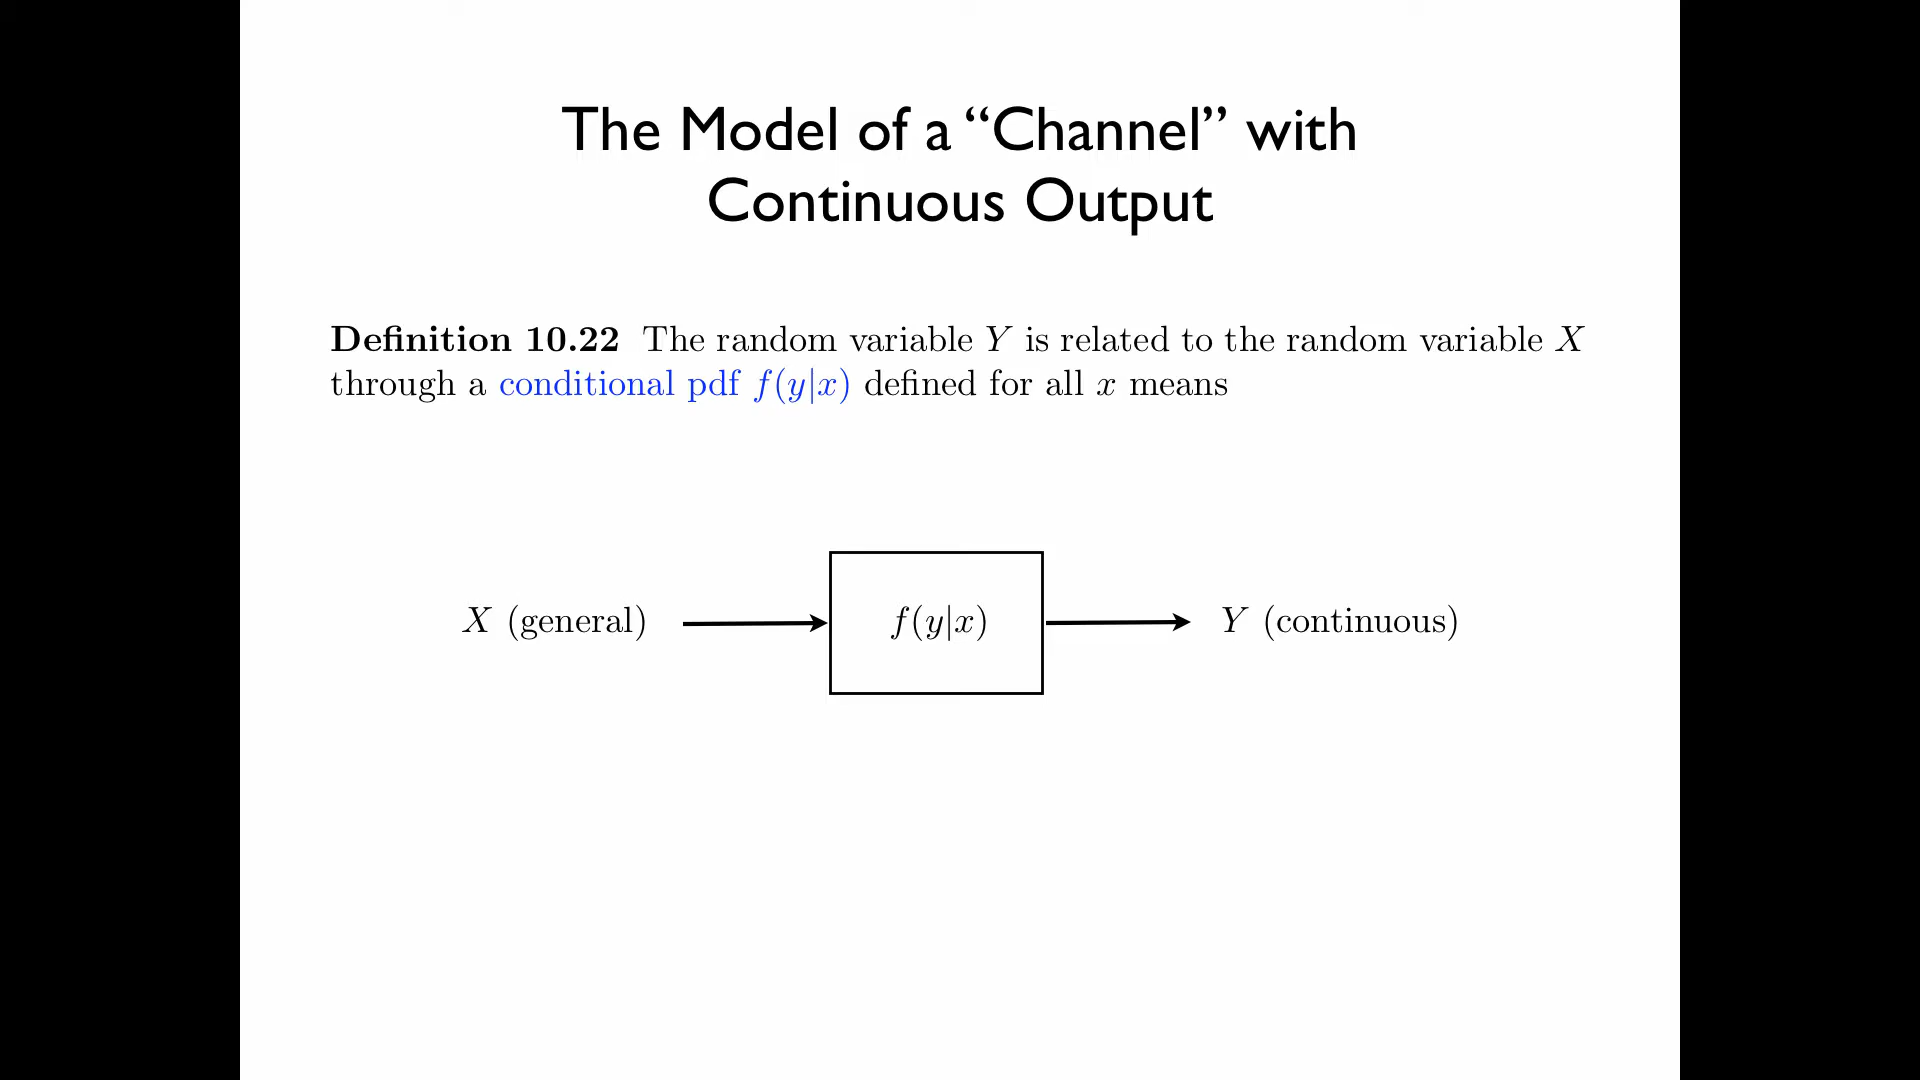 The Model of a “Channel” with
Continuous Output
Definition 10.22 The random variable Y is related to the random variable X
through a conditional pdf f(y|x) defined for all x means
X (general) f(y|x) Y (continuous)